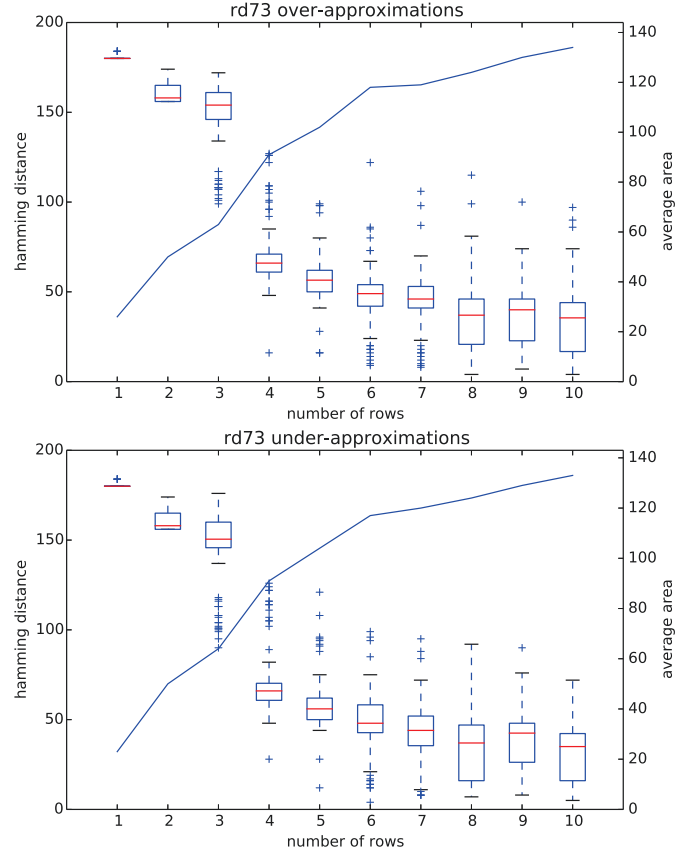 rd73 over-approximations
200
150
100
50
0
hamming distance
140
120
100
80
60
40
20
0
average area
1 2 3 4 5 6 7 8 9 10
number of rows
rd73 under-approximations
200
150
100
50
0
hamming distance
140
120
100
80
60
40
20
0
average area
1 2 3 4 5 6 7 8 9 10
number of rows